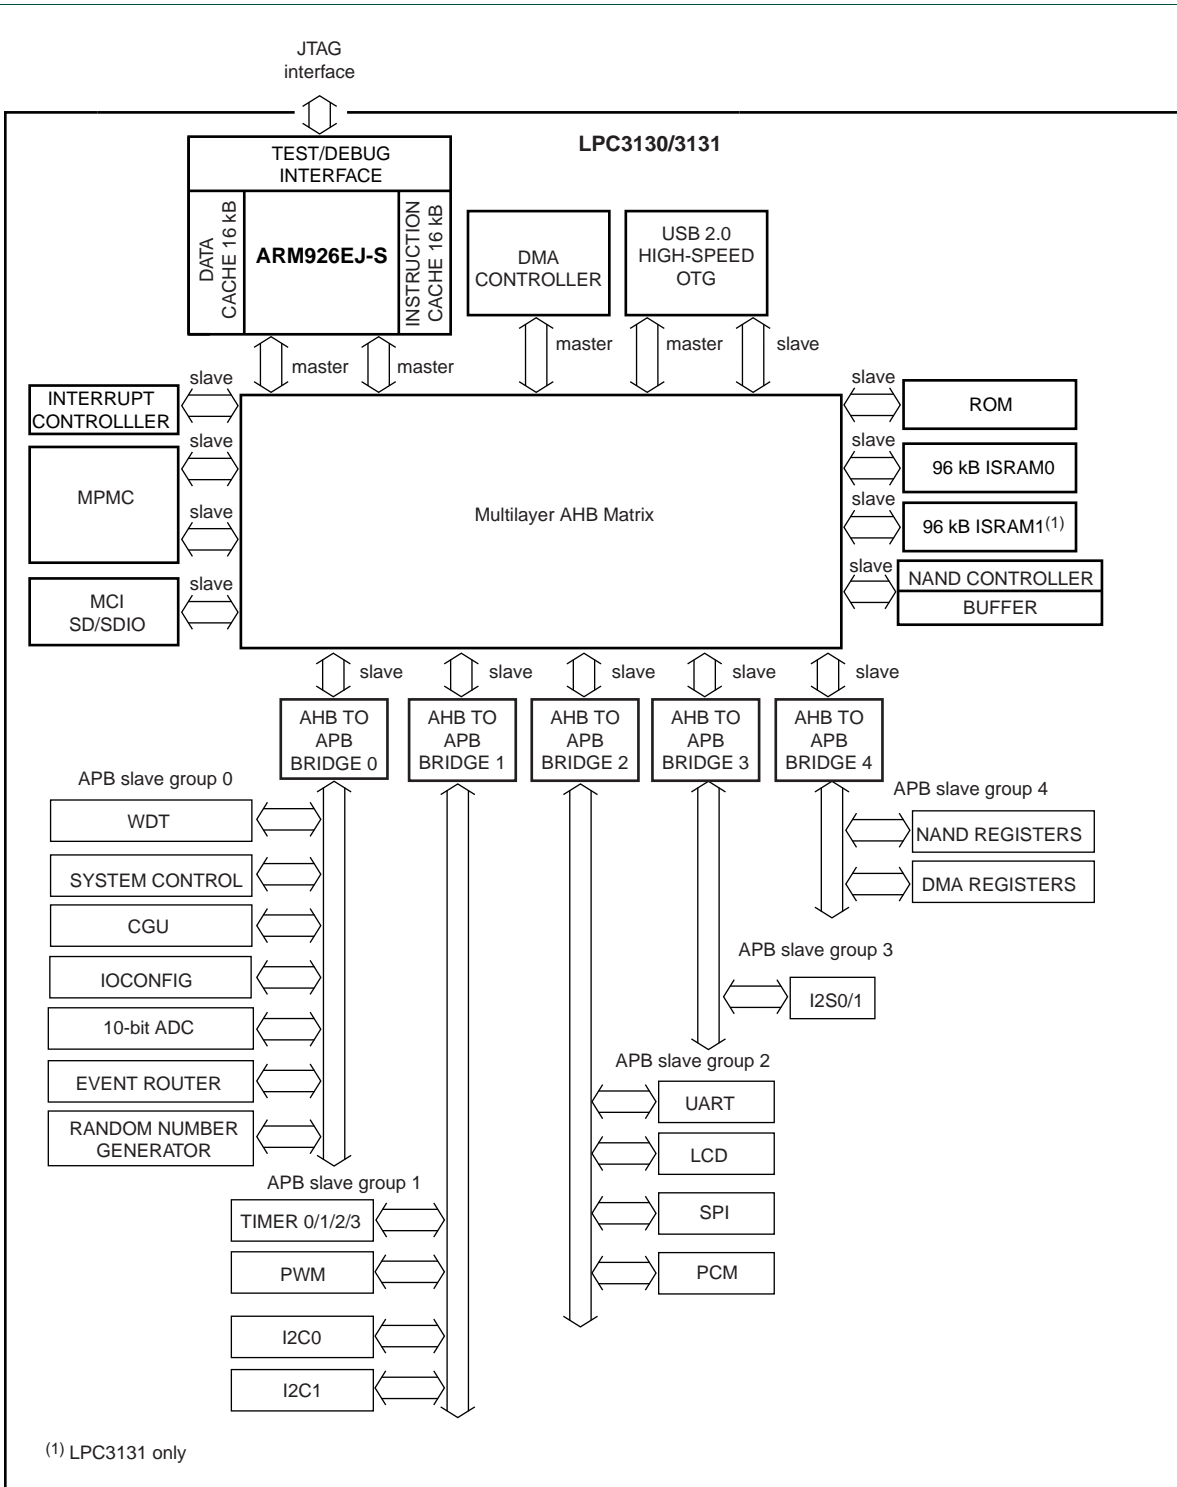 JTAG
interface
LPC3130/3131
TEST/DEBUG
INTERFACE
DATA
CACHE 16 kB
ARM926EJ-S
INSTRUCTION
CACHE 16 kB
DMA
CONTROLLER
USB 2.0
HIGH-SPEED
OTG
master
master
master
master
slave
slave
INTERRUPT
CONTROLLLER
slave
MPMC
slave
slave
MCI
SD/SDIO
Multilayer AHB Matrix
slave
ROM
slave
96 kB ISRAM0
slave
96 kB ISRAM1(1)
slave
NAND CONTROLLER
BUFFER
slave
slave
slave
slave
slave
AHB TO
APB
BRIDGE 0
AHB TO
APB
BRIDGE 1
AHB TO
APB
BRIDGE 2
AHB TO
APB
BRIDGE 3
AHB TO
APB
BRIDGE 4
APB slave group 0
WDT
SYSTEM CONTROL
CGU
IOCONFIG
10-bit ADC
EVENT ROUTER
RANDOM NUMBER
GENERATOR
APB slave group 4
NAND REGISTERS
DMA REGISTERS
APB slave group 3
I2S0/1
APB slave group 2
UART
LCD
SPI
PCM
APB slave group 1
TIMER 0/1/2/3
PWM
I2C0
I2C1
(1) LPC3131 only